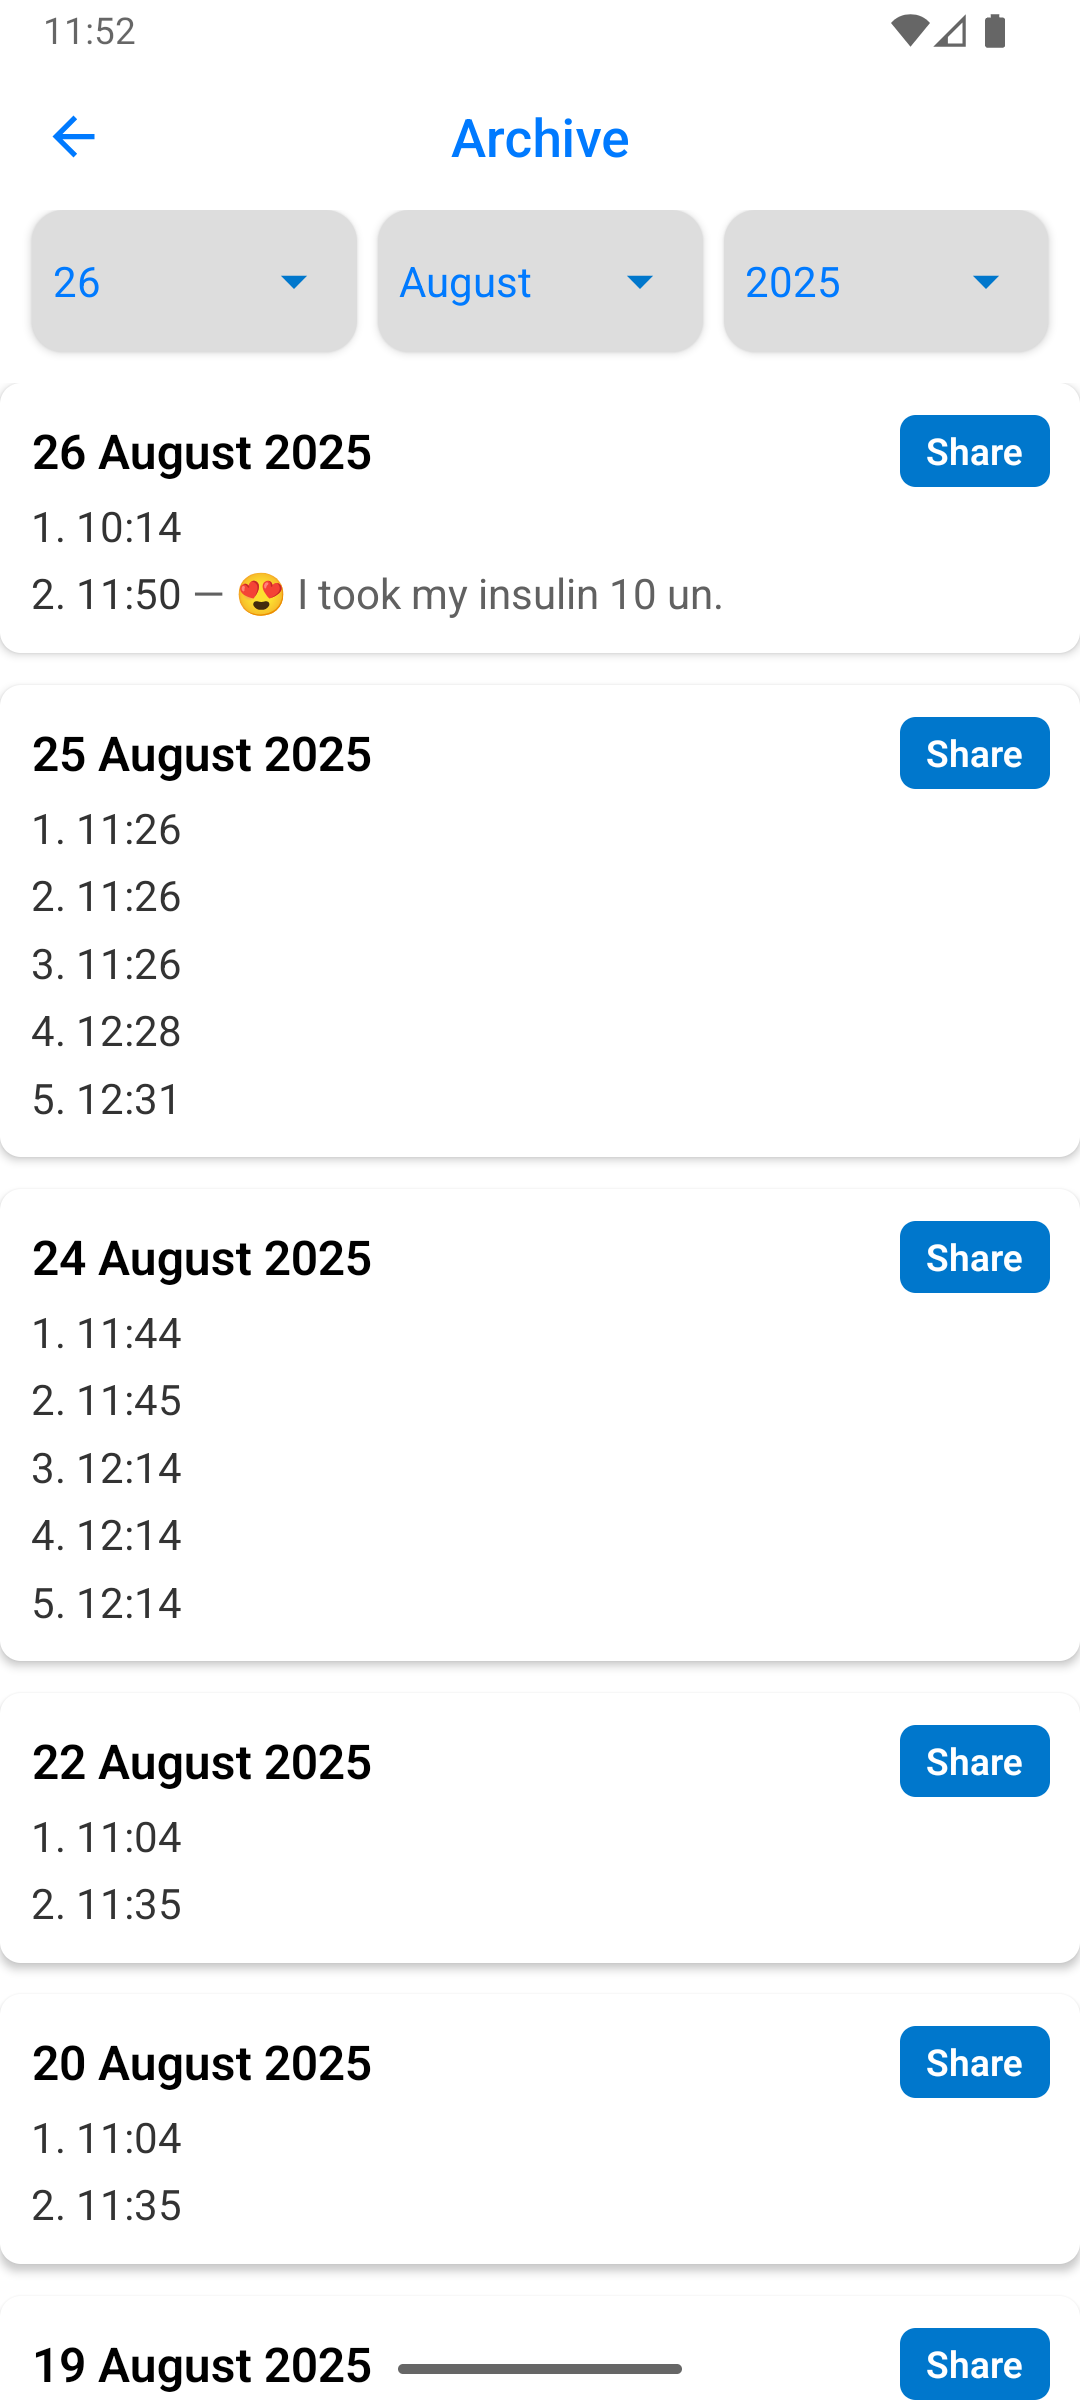 11:52
Archive
26 August 2025
26 August 2025 Share
1. 10:14
2. 11:50 — 😍 I took my insulin 10 un.
25 August 2025 Share
1. 11:26
2. 11:26
3. 11:26
4. 12:28
5. 12:31
24 August 2025 Share
1. 11:44
2. 11:45
3. 12:14
4. 12:14
5. 12:14
22 August 2025 Share
1. 11:04
2. 11:35
20 August 2025 Share
1. 11:04
2. 11:35
19 August 2025 Share